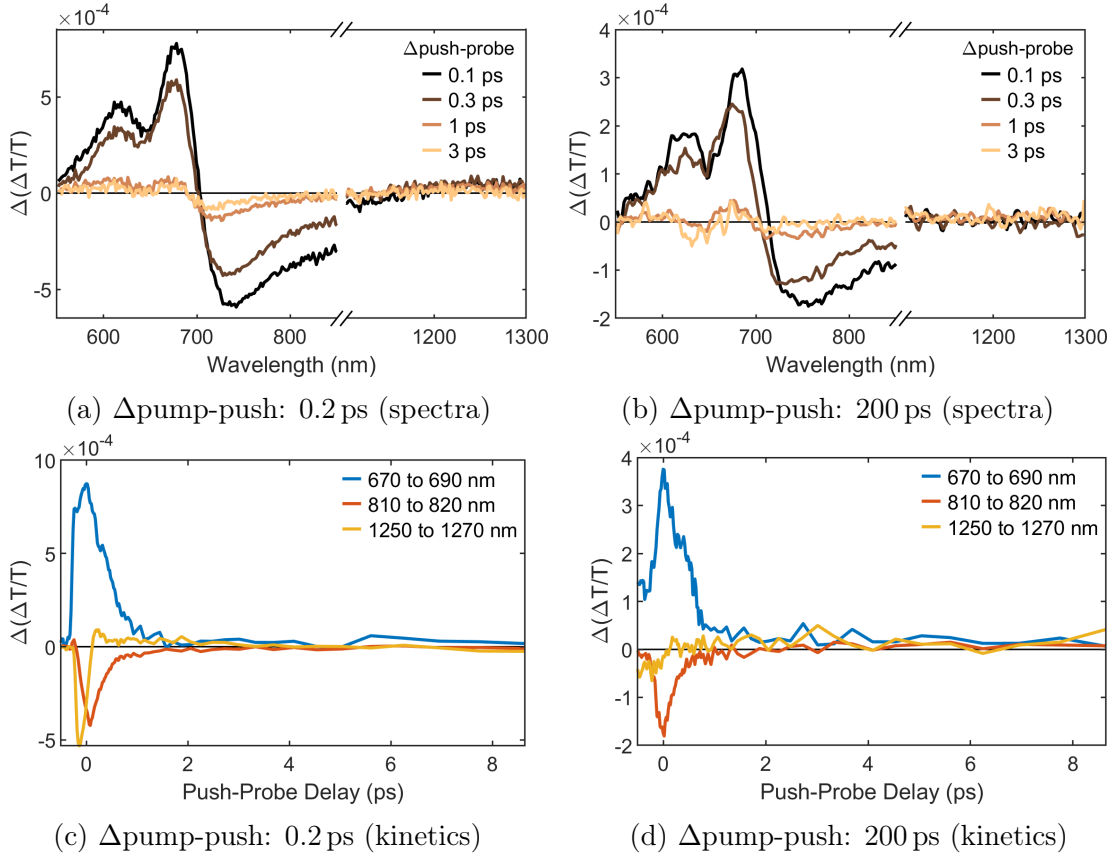 ×10⁻⁴
Δpush-probe
0.1 ps
0.3 ps
1 ps
3 ps
Δ(ΔT/T)
5
0
-5
600 700 800 1200 1300
Wavelength (nm)
(a) Δpump-push: 0.2 ps (spectra)
×10⁻⁴
Δpush-probe
0.1 ps
0.3 ps
1 ps
3 ps
Δ(ΔT/T)
4
3
2
1
0
-1
-2
600 700 800 1200 1300
Wavelength (nm)
(b) Δpump-push: 200 ps (spectra)
×10⁻⁴
670 to 690 nm
810 to 820 nm
1250 to 1270 nm
Δ(ΔT/T)
10
5
0
-5
0 2 4 6 8
Push-Probe Delay (ps)
(c) Δpump-push: 0.2 ps (kinetics)
×10⁻⁴
670 to 690 nm
810 to 820 nm
1250 to 1270 nm
Δ(ΔT/T)
4
3
2
1
0
-1
-2
0 2 4 6 8
Push-Probe Delay (ps)
(d) Δpump-push: 200 ps (kinetics)